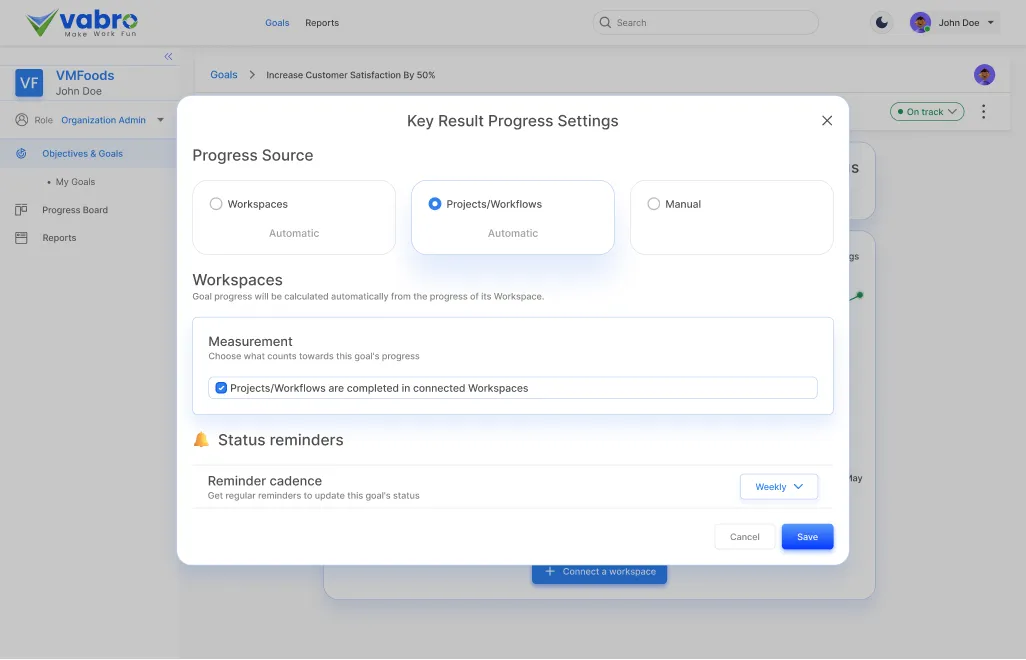 vabro
Make Work Fun
Goals
Reports
Search
John Doe
«
VF
VMFoods
John Doe
Goals
Increase Customer Satisfaction By 50%
Role
Organization Admin
On track
Objectives & Goals
• My Goals
Progress Board
Reports
Key Result Progress Settings
Progress Source
Workspaces
Automatic
Projects/Workflows
Automatic
Manual
Workspaces
Goal progress will be calculated automatically from the progress of its Workspace.
Measurement
Choose what counts towards this goal's progress
Projects/Workflows are completed in connected Workspaces
Status reminders
Reminder cadence
Get regular reminders to update this goal's status
Weekly
May
Cancel
Save
+ Connect a workspace